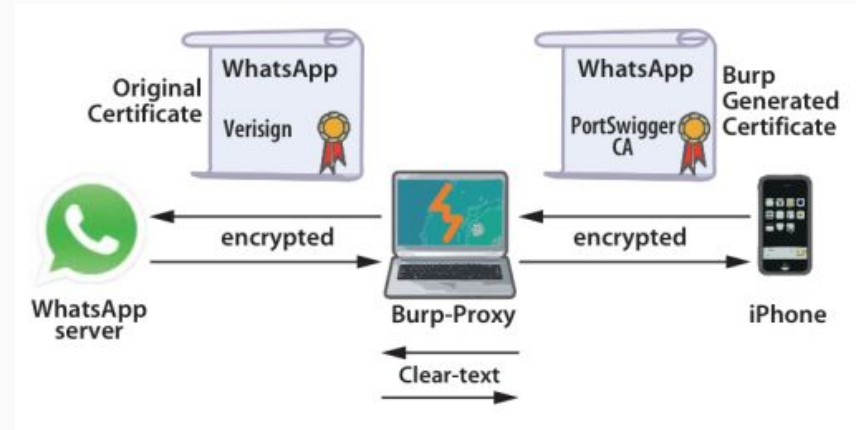 WhatsApp
Verisign
Original
Certificate
WhatsApp
PortSwigger
CA
Burp
Generated
Certificate
encrypted
encrypted
WhatsApp
server
Burp-Proxy
iPhone
Clear-text